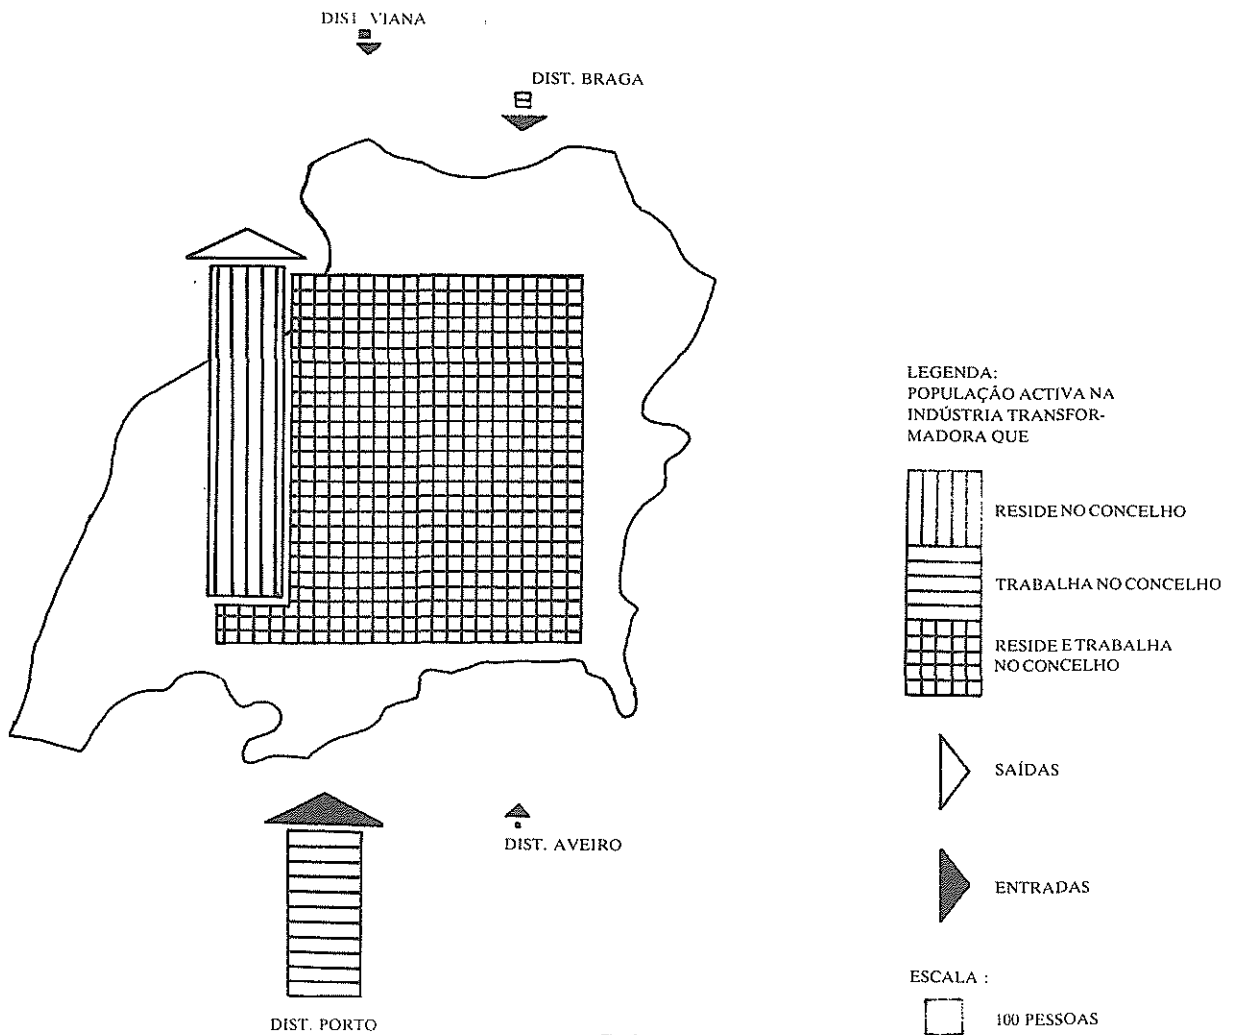 DIST VIANA
DIST. BRAGA
LEGENDA:
POPULAÇÃO ACTIVA NA
INDÚSTRIA TRANSFOR-
MADORA QUE
RESIDE NO CONCELHO
TRABALHA NO CONCELHO
RESIDE E TRABALHA
NO CONCELHO
SAÍDAS
DIST. AVEIRO
ENTRADAS
ESCALA :
100 PESSOAS
DIST. PORTO